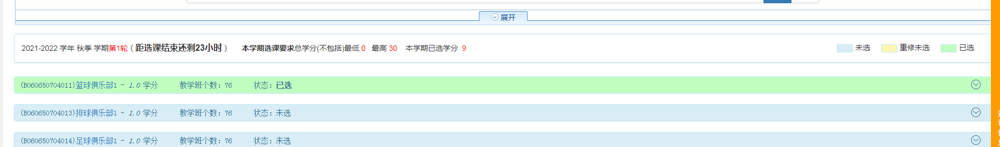 展开
2021-2022 学年 秋季 学期第1轮 ( 距选课结束还剩23小时 ) 本学期选课要求总学分(不包括)最低 0 最高 30 本学期已选学分 9 未选 重修未选 已选
(B060650704011)篮球俱乐部1 - 1.0 学分 教学班个数：76 状态：已选
(B060650704013)排球俱乐部1 - 1.0 学分 教学班个数：76 状态：未选
(B060650704014)足球俱乐部1 - 1.0 学分 教学班个数：76 状态：未选